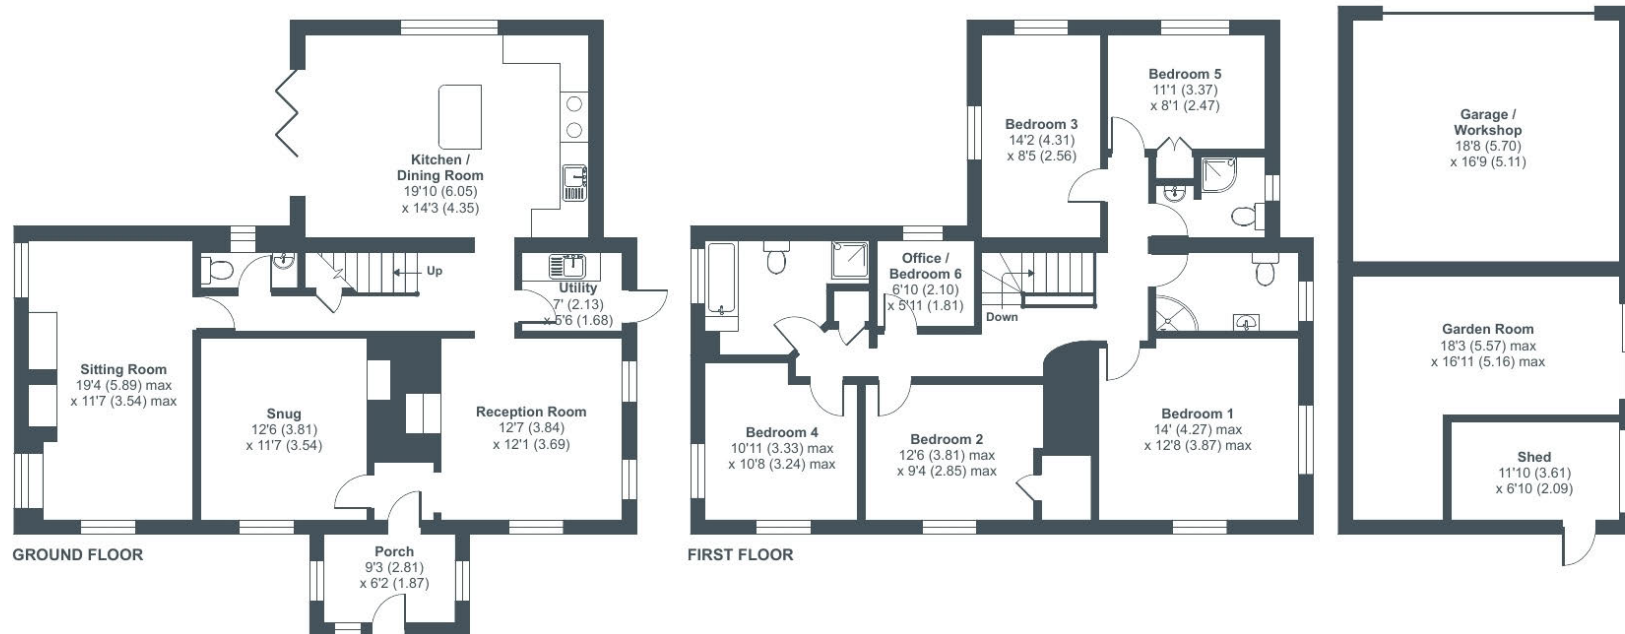 Kitchen /
Dining Room
19'10 (6.05)
x 14'3 (4.35)
Up
Utility
7' (2.13)
x 5'6 (1.68)
Sitting Room
19'4 (5.89) max
x 11'7 (3.54) max
Snug
12'6 (3.81)
x 11'7 (3.54)
Reception Room
12'7 (3.84)
x 12'1 (3.69)
Porch
9'3 (2.81)
x 6'2 (1.87)
GROUND FLOOR
Bedroom 3
14'2 (4.31)
x 8'5 (2.56)
Bedroom 5
11'1 (3.37)
x 8'1 (2.47)
Office /
Bedroom 6
6'10 (2.10)
x 5'11 (1.81)
Down
Bedroom 4
10'11 (3.33) max
x 10'8 (3.24) max
Bedroom 2
12'6 (3.81) max
x 9'4 (2.85) max
Bedroom 1
14' (4.27) max
x 12'8 (3.87) max
FIRST FLOOR
Garage /
Workshop
18'8 (5.70)
x 16'9 (5.11)
Garden Room
18'3 (5.57) max
x 16'11 (5.16) max
Shed
11'10 (3.61)
x 6'10 (2.09)